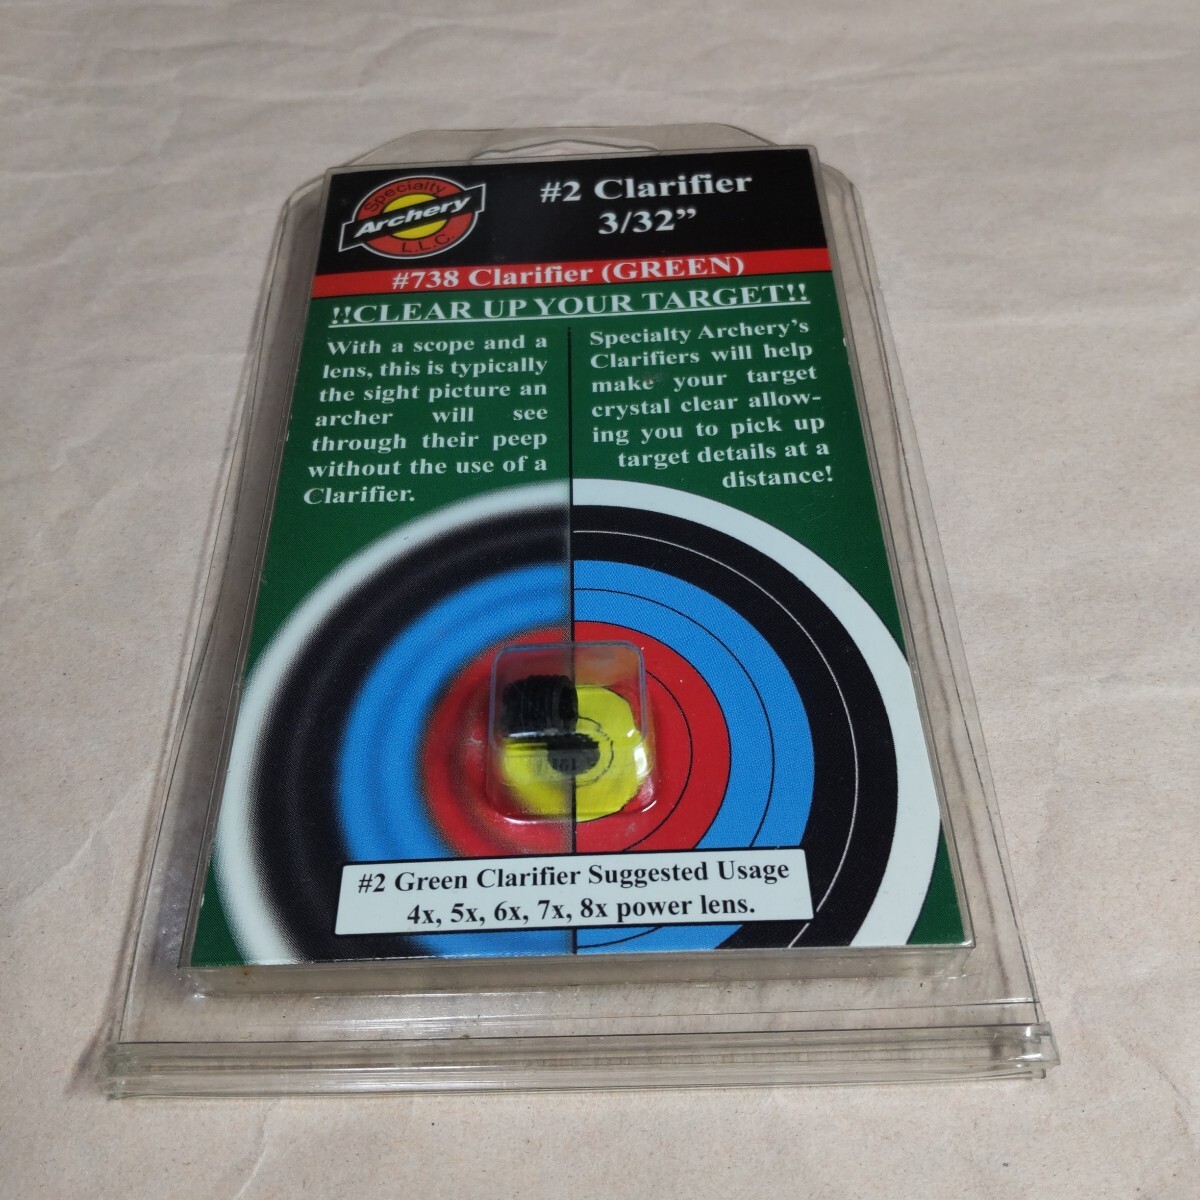 Specialty
Archery
L.L.C.
#2 Clarifier
3/32”
#738 Clarifier (GREEN)
!!CLEAR UP YOUR TARGET!!
With a scope and a
lens, this is typically
the sight picture an
archer will see
through their peep
without the use of a
Clarifier.
Specialty Archery’s
Clarifiers will help
make your target
crystal clear allow-
ing you to pick up
target details at a
distance!
#2 Green Clarifier Suggested Usage
4x, 5x, 6x, 7x, 8x power lens.